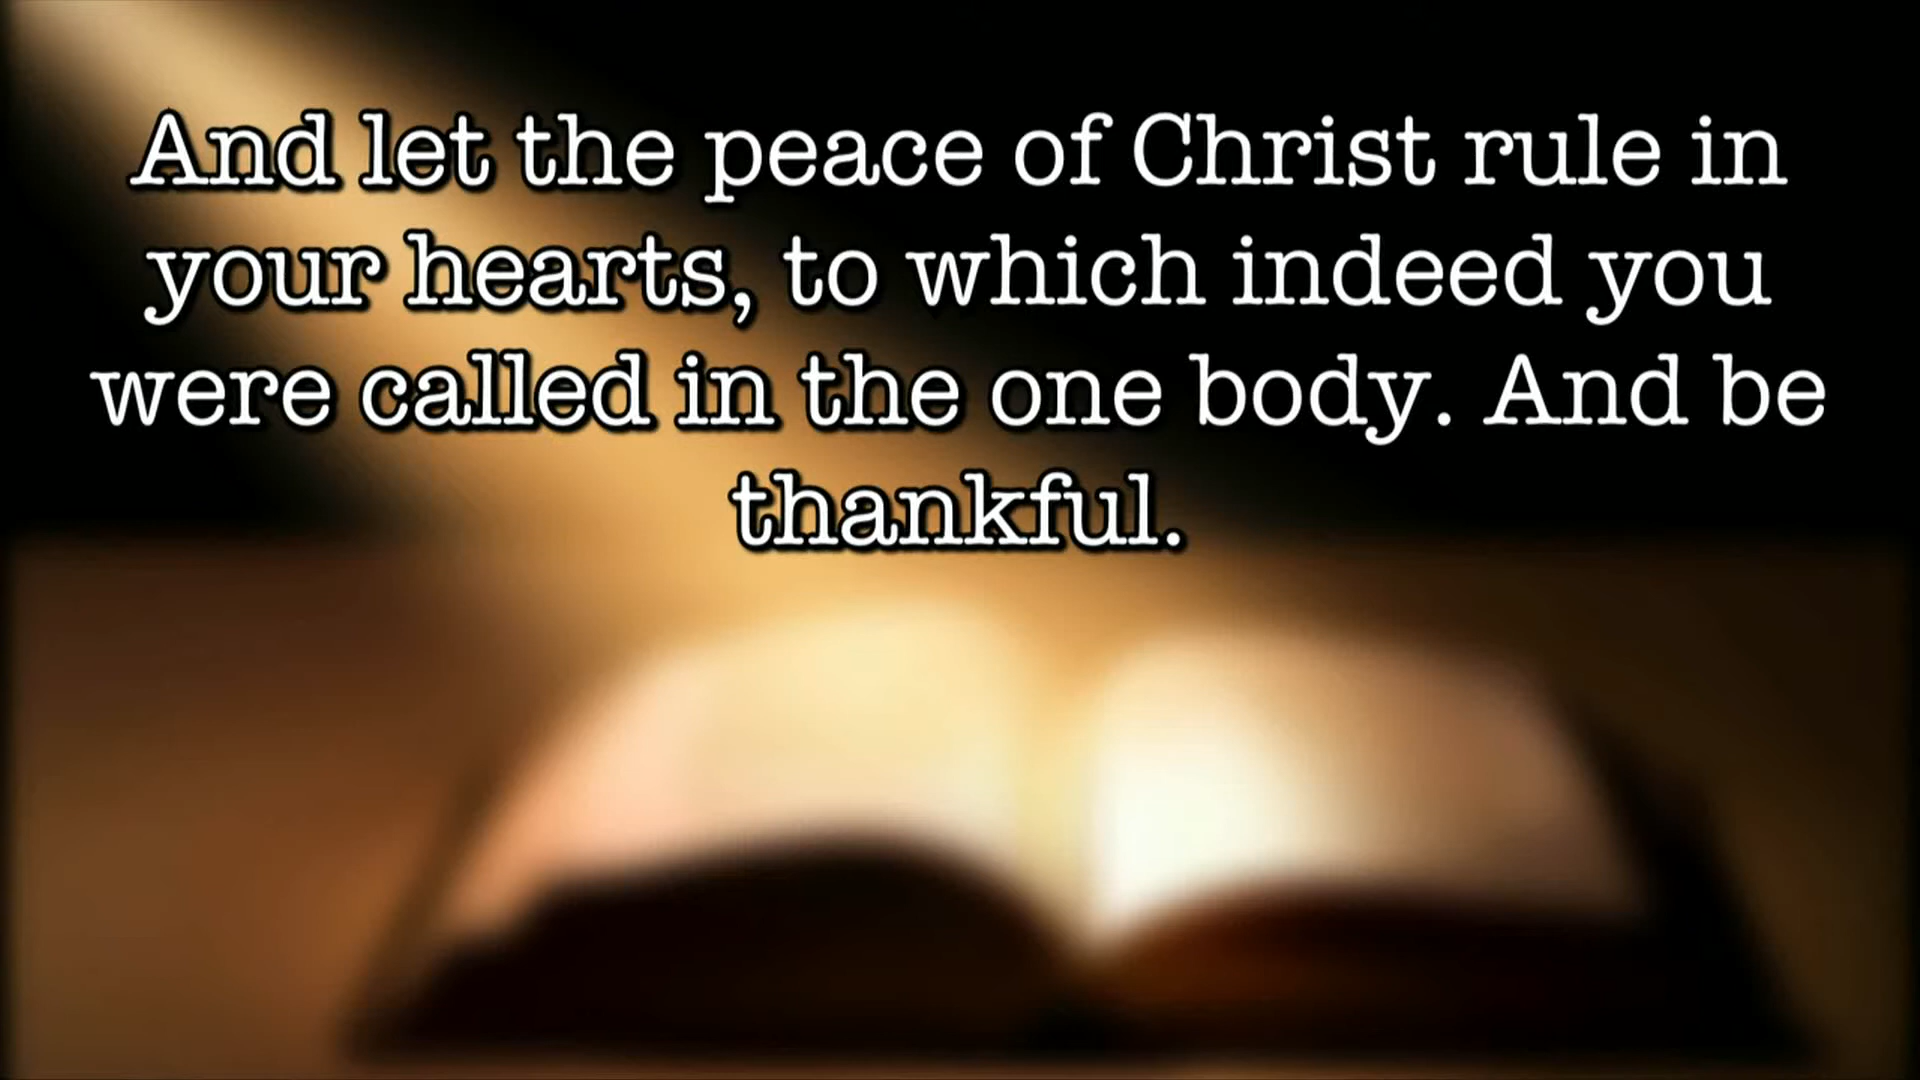 And let the peace of Christ rule in
your hearts, to which indeed you
were called in the one body. And be
thankful.